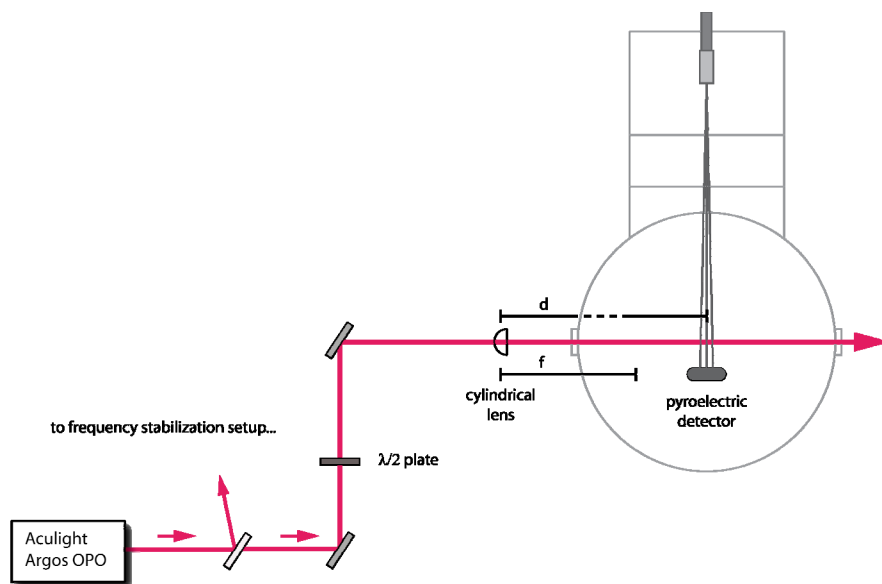 d
f
cylindrical
lens
pyroelectric
detector
to frequency stabilization setup...
λ/2 plate
Aculight
Argos OPO